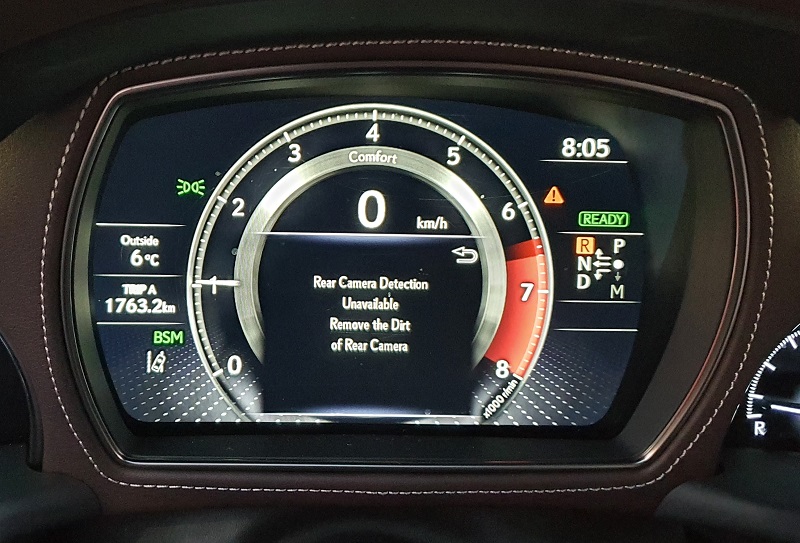 4
3
5
Comfort
8:05
2
0
km/h
6
READY
Outside
6°C
R P
N
D M
TRIP A
1763.2km
1
7
Rear Camera Detection
Unavailable
Remove the Dirt
of Rear Camera
BSM
0
8
x1000 r/min
R